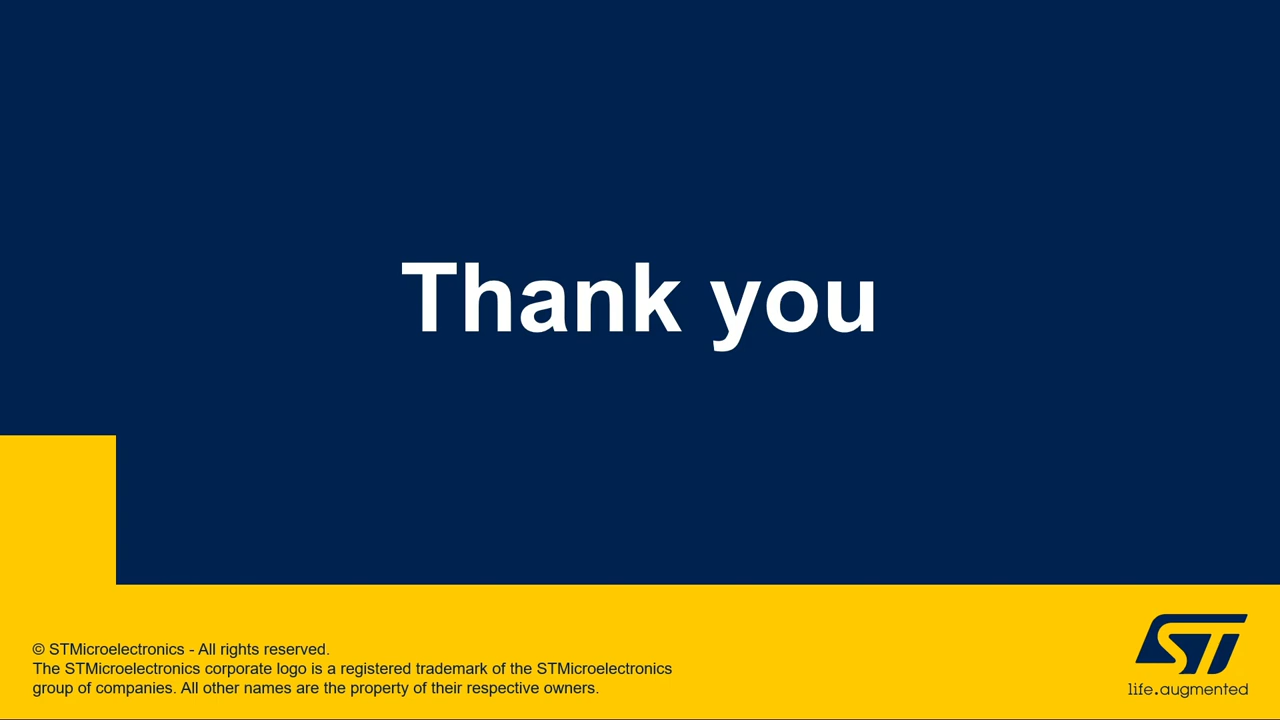 Thank you
© STMicroelectronics - All rights reserved.
The STMicroelectronics corporate logo is a registered trademark of the STMicroelectronics
group of companies. All other names are the property of their respective owners.
ST
life.augmented